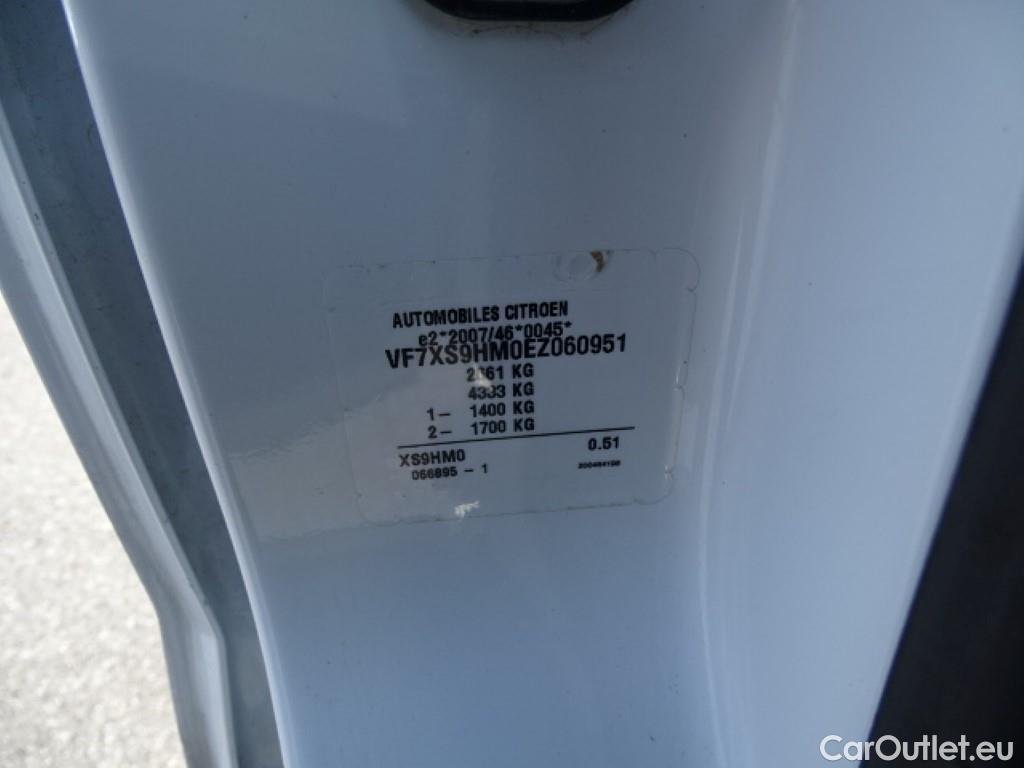 AUTOMOBILES CITROEN
e2*2007/46*0045*
VF7XS9HM0EZ060951
KG
4383 KG
1- 1400 KG
2- 1700 KG
XS9HM0 0.51
066895 - 1
CarOutlet.eu